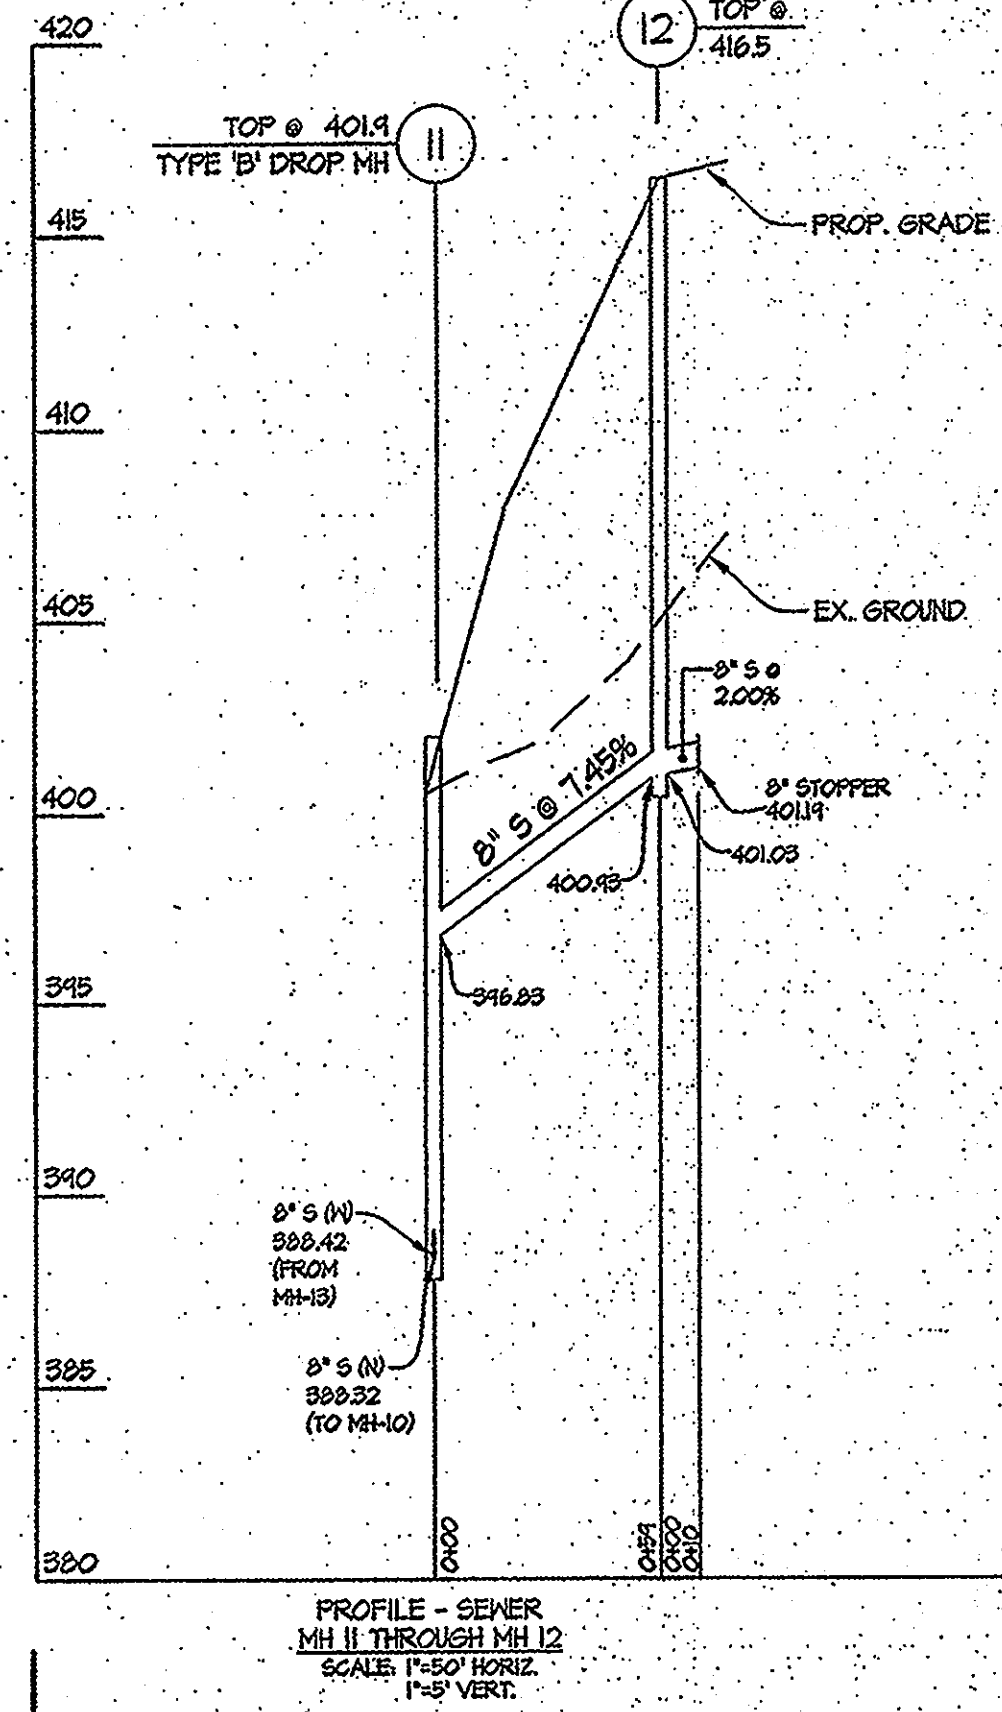 420
12
TOP @
416.5
TOP @ 401.9
TYPE 'B' DROP MH
11
415
PROP. GRADE
410
405
EX. GROUND
8" S @
2.00%
8" S @ 7.45%
400
8" STOPPER
401.19
401.03
400.93
395
396.83
390
8" S (W)
388.42
(FROM
MH-13)
385
8" S (N)
388.32
(TO MH-10)
380
0+00
0+59
0+00
0+10
PROFILE - SEWER
MH 11 THROUGH MH 12
SCALE: 1"=50' HORIZ.
1"=5' VERT.